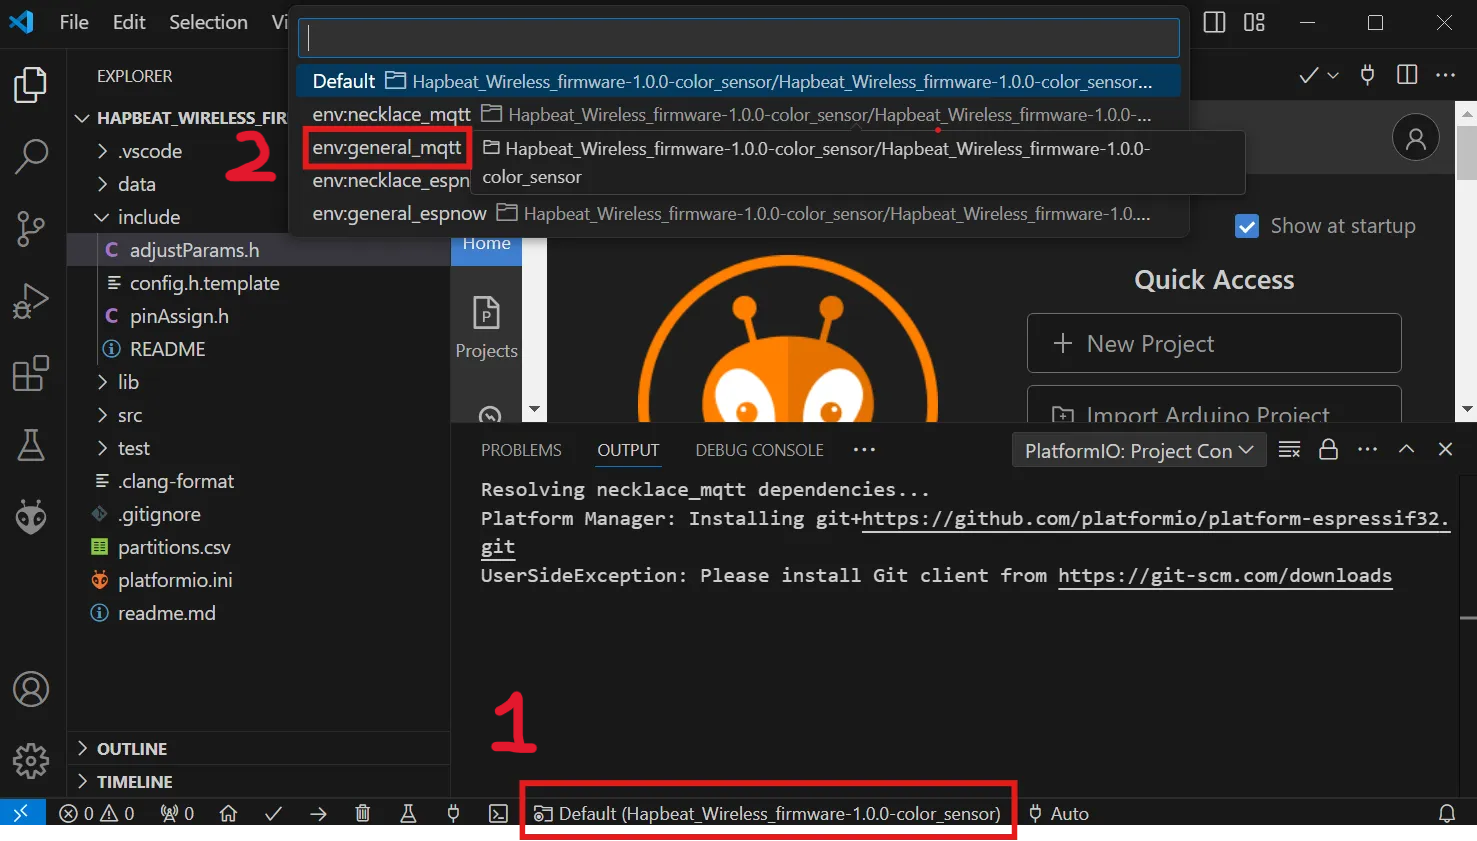 File Edit Selection Vi
Default Hapbeat_Wireless_firmware-1.0.0-color_sensor/Hapbeat_Wireless_firmware-1.0.0-color_sensor...
env:necklace_mqtt Hapbeat_Wireless_firmware-1.0.0-color_sensor/Hapbeat_Wireless_firmware-1.0.0-...
env:general_mqtt Hapbeat_Wireless_firmware-1.0.0-color_sensor/Hapbeat_Wireless_firmware-1.0.0-
color_sensor
env:necklace_espn
env:general_espnow Hapbeat_Wireless_firmware-1.0.0-color_sensor/Hapbeat_Wireless_firmware-1.0....
2
EXPLORER
HAPBEAT_WIRELESS_FIR
.vscode
data
include
adjustParams.h
config.h.template
pinAssign.h
README
lib
src
test
.clang-format
.gitignore
partitions.csv
platformio.ini
readme.md
OUTLINE
TIMELINE
Home
Projects
Show at startup
Quick Access
New Project
Import Arduino Project
PROBLEMS OUTPUT DEBUG CONSOLE ... PlatformIO: Project Con
Resolving necklace_mqtt dependencies...
Platform Manager: Installing git+https://github.com/platformio/platform-espressif32.
git
UserSideException: Please install Git client from https://git-scm.com/downloads
1
0 0 0 Default (Hapbeat_Wireless_firmware-1.0.0-color_sensor) Auto